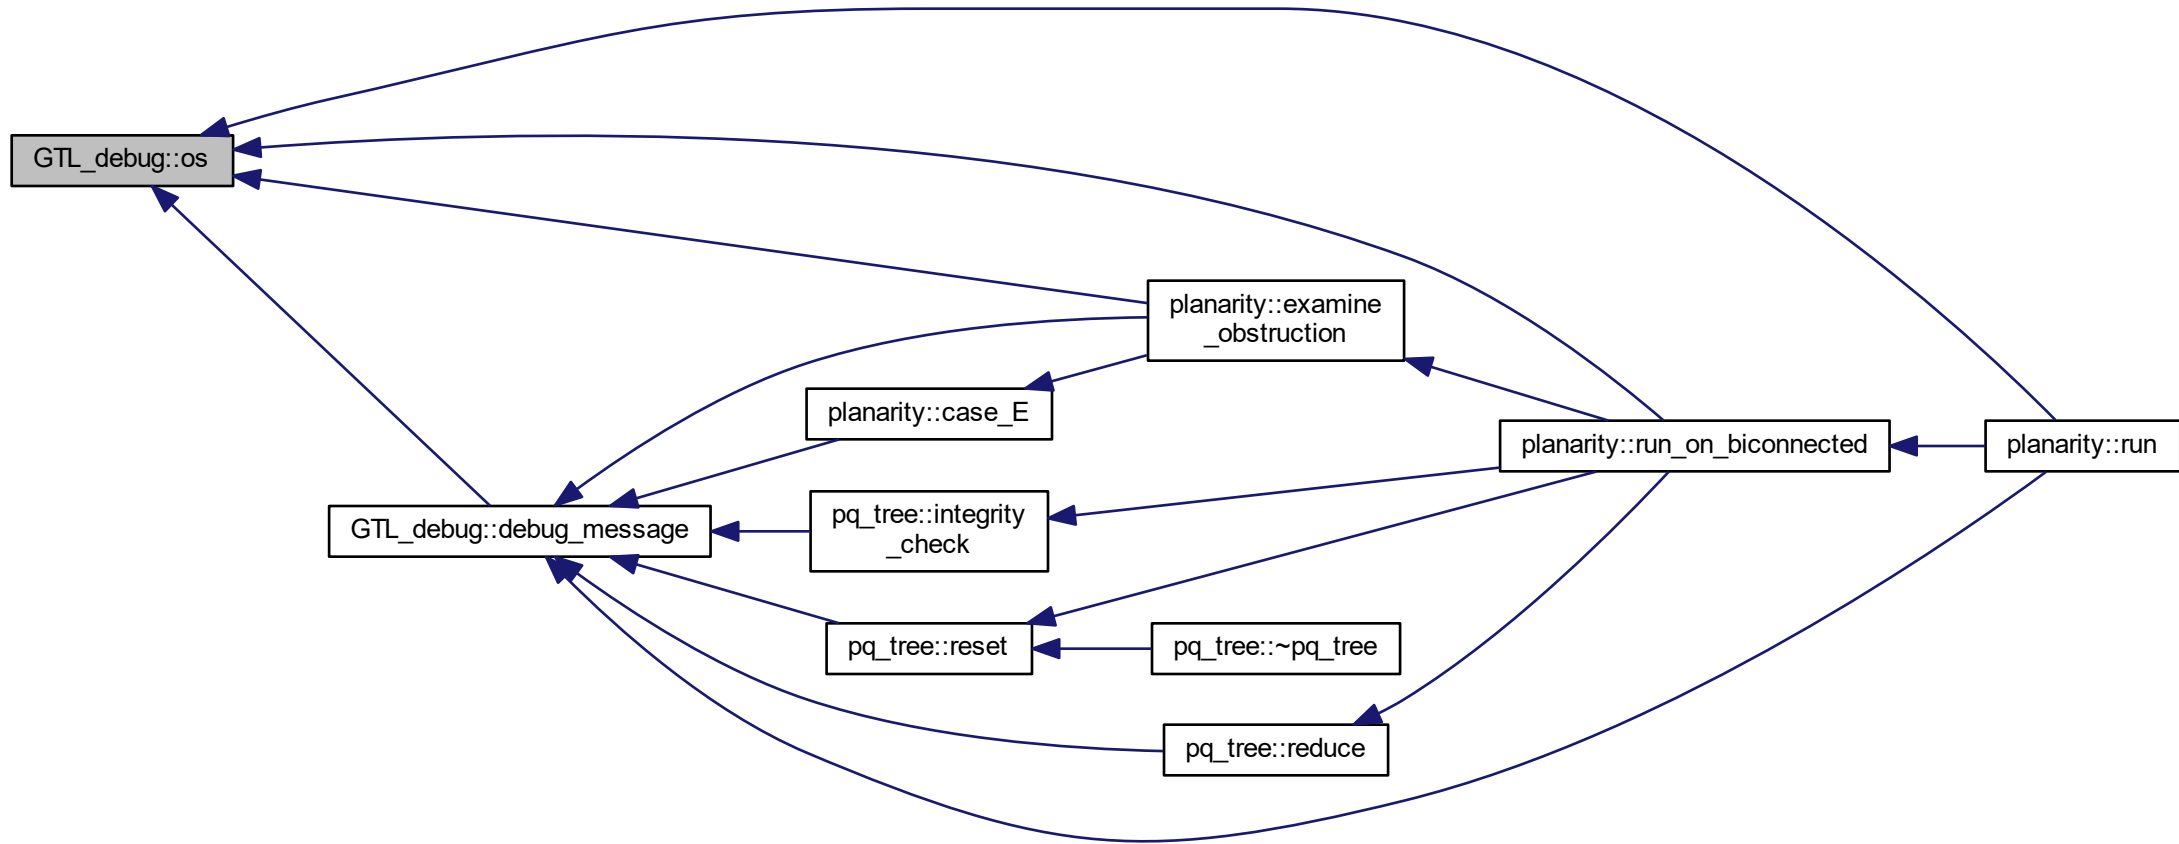 GTL_debug::os
planarity::examine
_obstruction
planarity::case_E
planarity::run_on_biconnected
planarity::run
GTL_debug::debug_message
pq_tree::integrity
_check
pq_tree::reset
pq_tree::~pq_tree
pq_tree::reduce